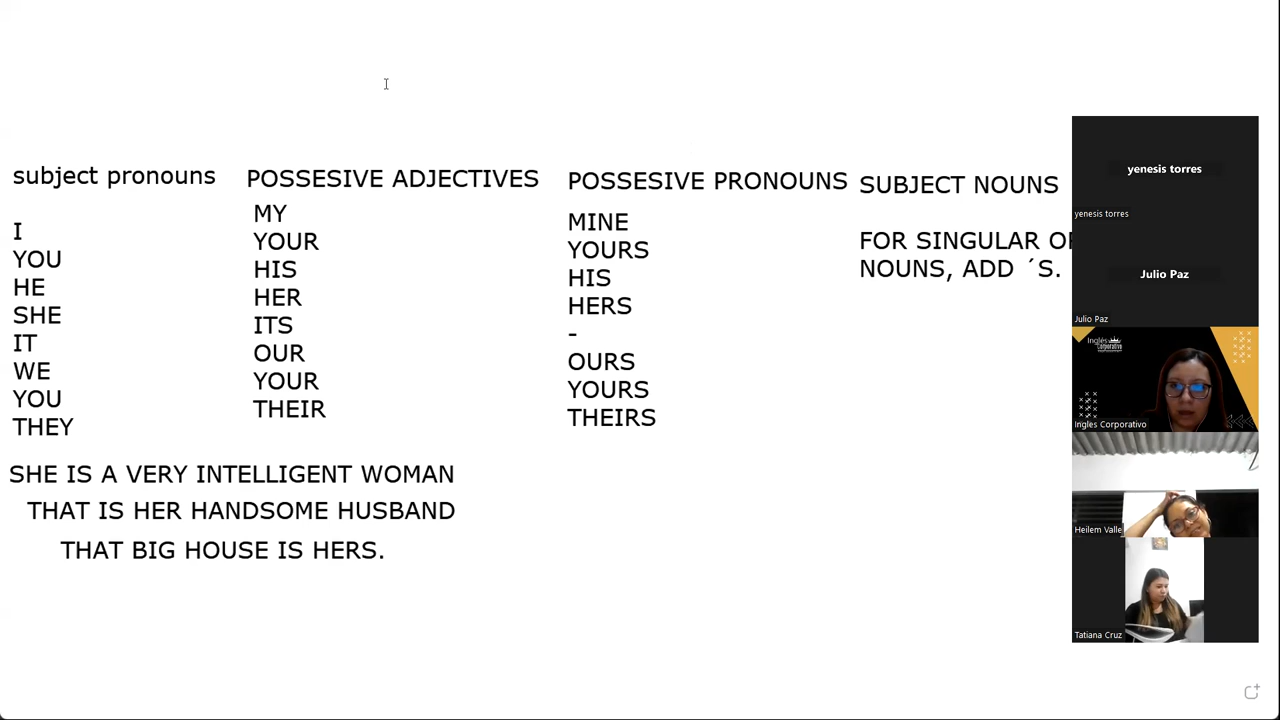 subject pronouns
I
YOU
HE
SHE
IT
WE
YOU
THEY
POSSESIVE ADJECTIVES
MY
YOUR
HIS
HER
ITS
OUR
YOUR
THEIR
POSSESIVE PRONOUNS
MINE
YOURS
HIS
HERS
-
OURS
YOURS
THEIRS
SUBJECT NOUNS
FOR SINGULAR
NOUNS, ADD ´S.
SHE IS A VERY INTELLIGENT WOMAN
THAT IS HER HANDSOME HUSBAND
THAT BIG HOUSE IS HERS.
yenesis torres
yenesis torres
Julio Paz
Julio Paz
Inglés
Corporativo
Ingles Corporativo
Heilem Valle
Tatiana Cruz